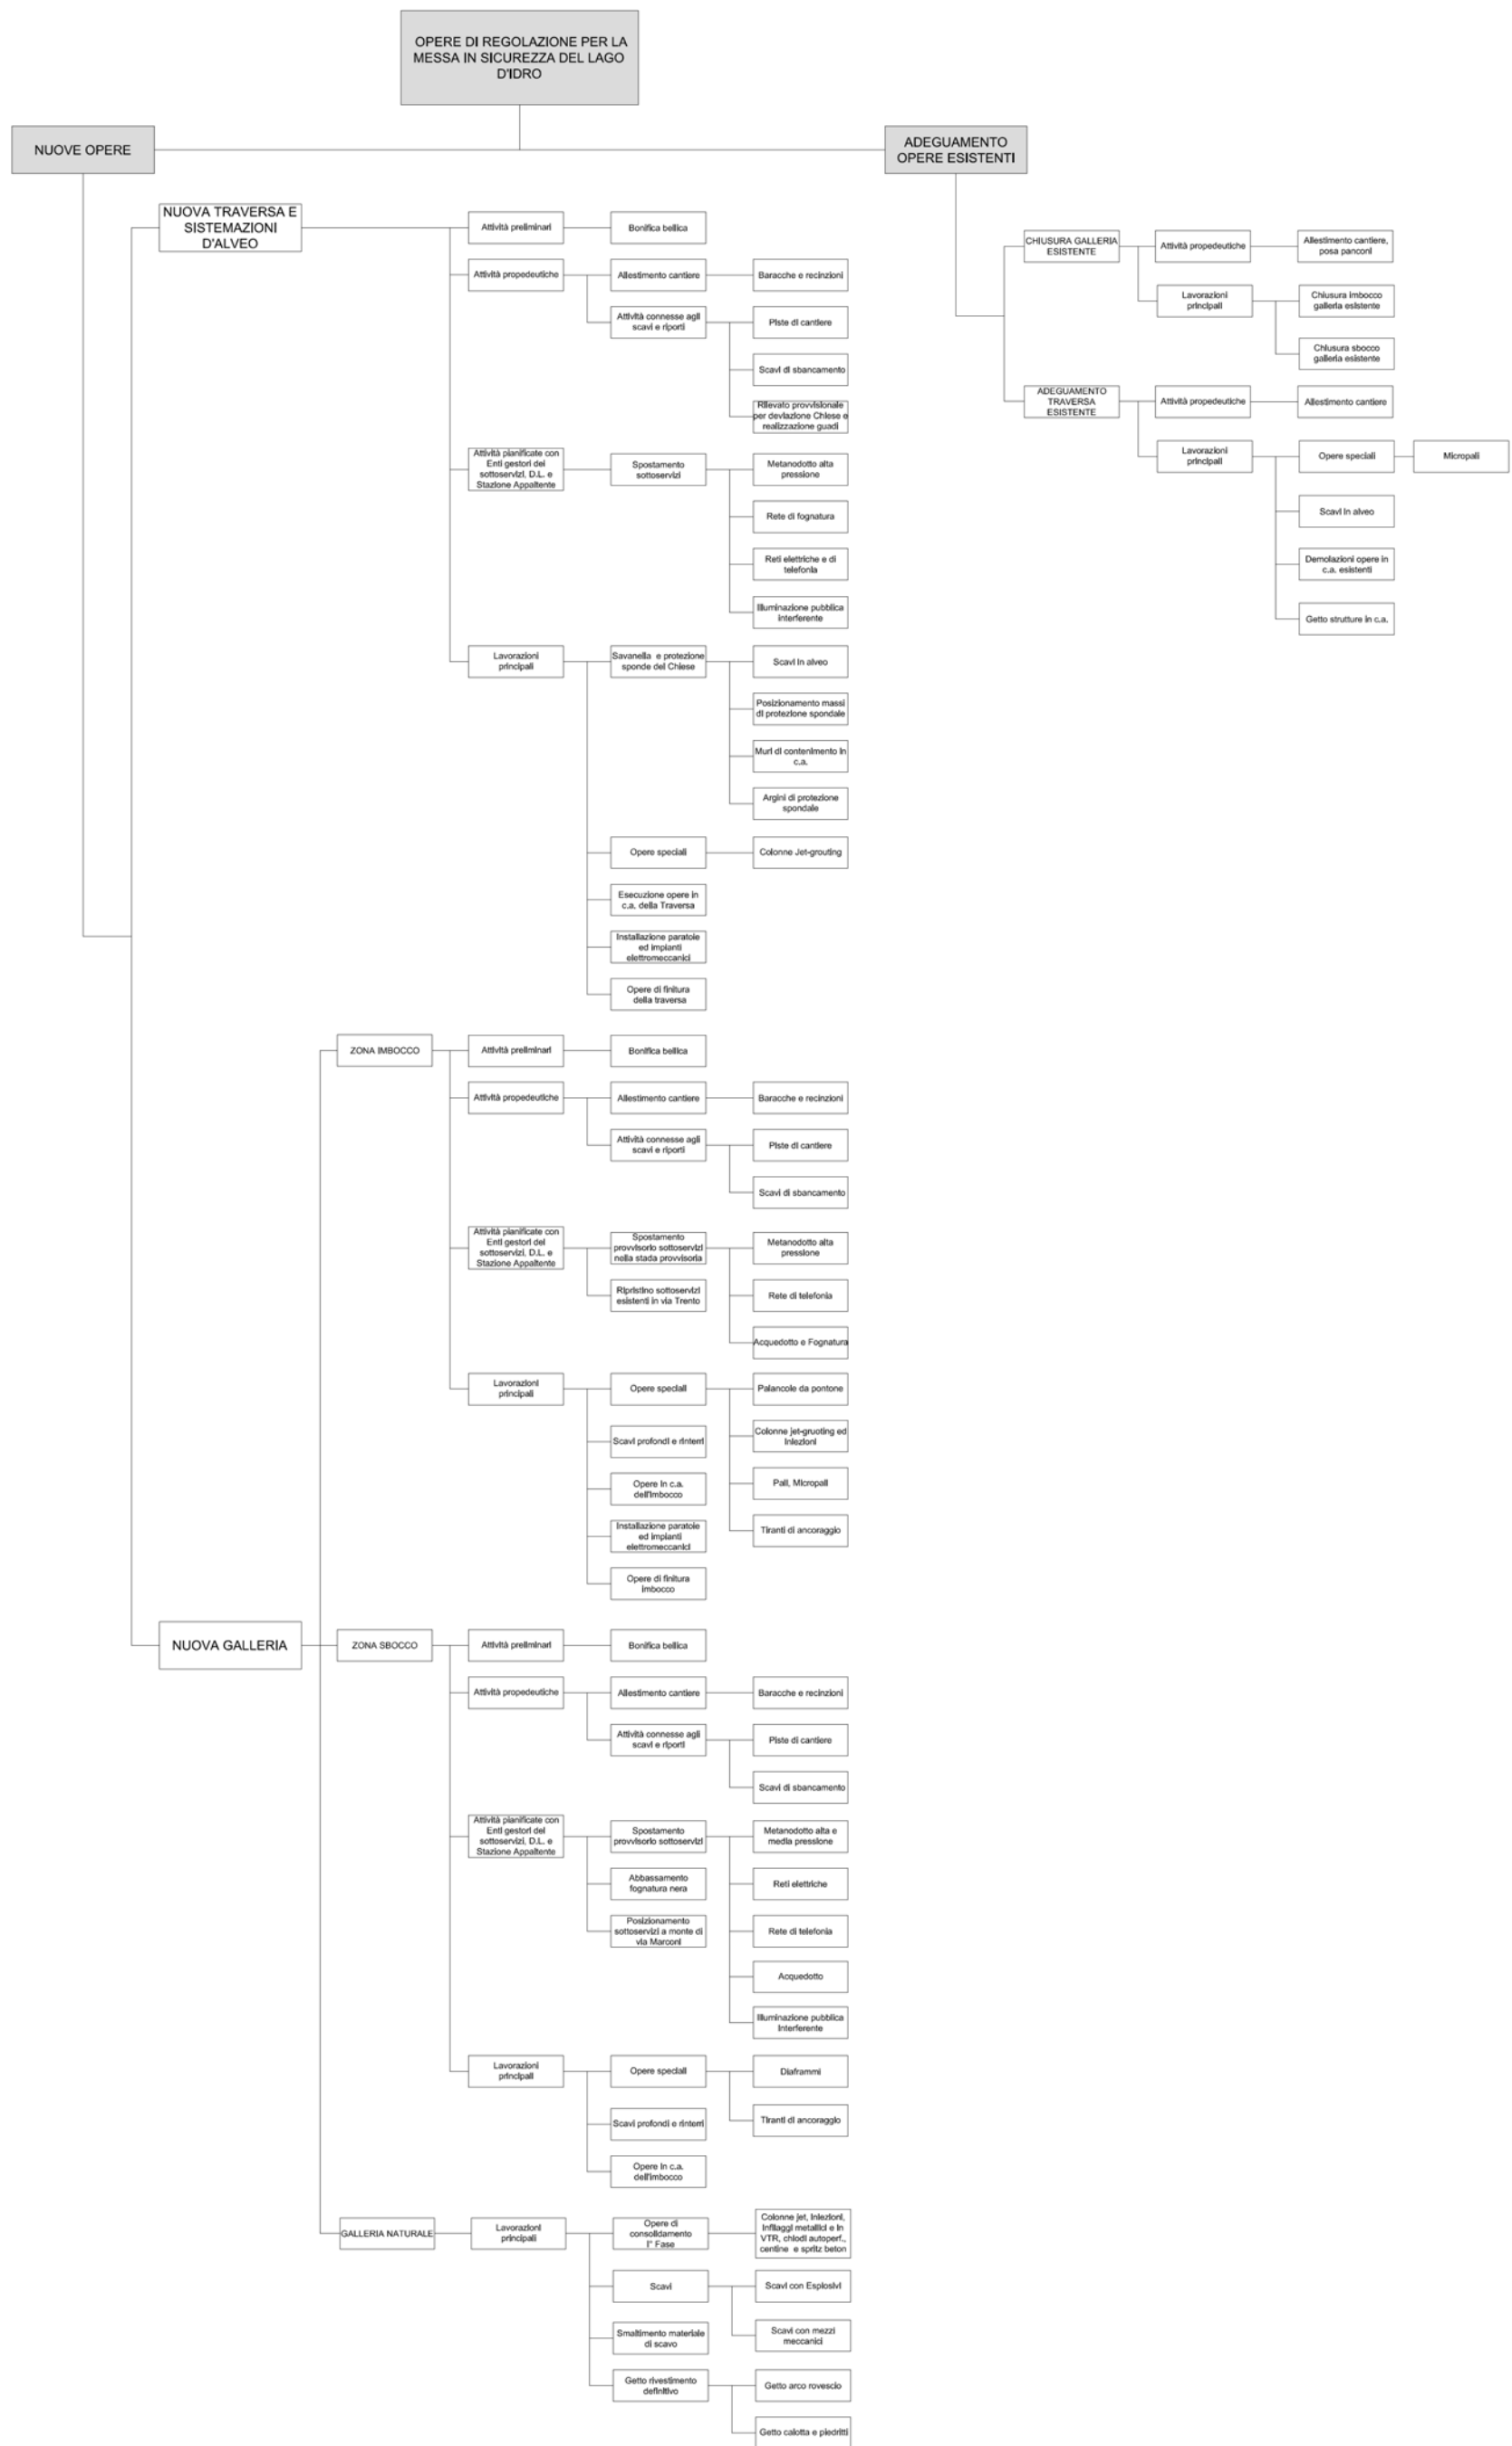 OPERE DI REGOLAZIONE PER LA
MESSA IN SICUREZZA DEL LAGO
D'IDRO
NUOVE OPERE
ADEGUAMENTO
OPERE ESISTENTI
NUOVA TRAVERSA E
SISTEMAZIONI
D'ALVEO
Attività preliminari
Bonifica bellica
Attività propedeutiche
Allestimento cantiere
Baracche e recinzioni
Attività connesse agli
scavi e riporti
Piste di cantiere
Scavi di sbancamento
Rilevato provvisionale
per deviazione Chiese e
realizzazione guadi
Attività pianificate con
Enti gestori dei
sottoservizi, D.L. e
Stazione Appaltente
Spostamento
sottoservizi
Metanodotto alta
pressione
Rete di fognatura
Reti elettriche e di
telefonia
Illuminazione pubblica
interferente
Lavorazioni
principali
Savanella e protezione
sponde del Chiese
Scavi in alveo
Posizionamento massi
di protezione spondale
Muri di contenimento in
c.a.
Argini di protezione
spondale
Opere speciali
Colonne Jet-grouting
Esecuzione opere in
c.a. della Traversa
Installazione paratoie
ed impianti
elettromeccanici
Opere di finitura
della traversa
CHIUSURA GALLERIA
ESISTENTE
Attività propedeutiche
Allestimento cantiere,
posa panconi
Lavorazioni
principali
Chiusura imbocco
galleria esistente
Chiusura sbocco
galleria esistente
ADEGUAMENTO
TRAVERSA
ESISTENTE
Attività propedeutiche
Allestimento cantiere
Lavorazioni
principali
Opere speciali
Micropali
Scavi in alveo
Demolazioni opere in
c.a. esistenti
Getto strutture in c.a.
NUOVA GALLERIA
ZONA IMBOCCO
Attività preliminari
Bonifica bellica
Attività propedeutiche
Allestimento cantiere
Baracche e recinzioni
Attività connesse agli
scavi e riporti
Piste di cantiere
Scavi di sbancamento
Attività pianificate con
Enti gestori dei
sottoservizi, D.L. e
Stazione Appaltente
Spostamento
provvisorio sottoservizi
nella stada provvisoria
Metanodotto alta
pressione
Ripristino sottoservizi
esistenti in via Trento
Rete di telefonia
Acquedotto e Fognatura
Lavorazioni
principali
Opere speciali
Palancole da pontone
Scavi profondi e rinterri
Colonne jet-gruoting ed
iniezioni
Opere in c.a.
dell'imbocco
Pali, Micropali
Installazione paratoie
ed impianti
elettromeccanici
Tiranti di ancoraggio
Opere di finitura
imbocco
ZONA SBOCCO
Attività preliminari
Bonifica bellica
Attività propedeutiche
Allestimento cantiere
Baracche e recinzioni
Attività connesse agli
scavi e riporti
Piste di cantiere
Scavi di sbancamento
Attività pianificate con
Enti gestori dei
sottoservizi, D.L. e
Stazione Appaltente
Spostamento
provvisorio sottoservizi
Metanodotto alta e
media pressione
Abbassamento
fognatura nera
Reti elettriche
Posizionamento
sottoservizi a monte di
via Marconi
Rete di telefonia
Acquedotto
Illuminazione pubblica
interferente
Lavorazioni
principali
Opere speciali
Diaframmi
Scavi profondi e rinterri
Tiranti di ancoraggio
Opere in c.a.
dell'imbocco
GALLERIA NATURALE
Lavorazioni
principali
Opere di
consolidamento
I° Fase
Colonne jet, iniezioni,
infilaggi metallici e in
VTR, chiodi autoperf.,
centine e spritz beton
Scavi
Scavi con Esplosivi
Smaltimento materiale
di scavo
Scavi con mezzi
meccanici
Getto rivestimento
definitivo
Getto arco rovescio
Getto calotta e piedritti